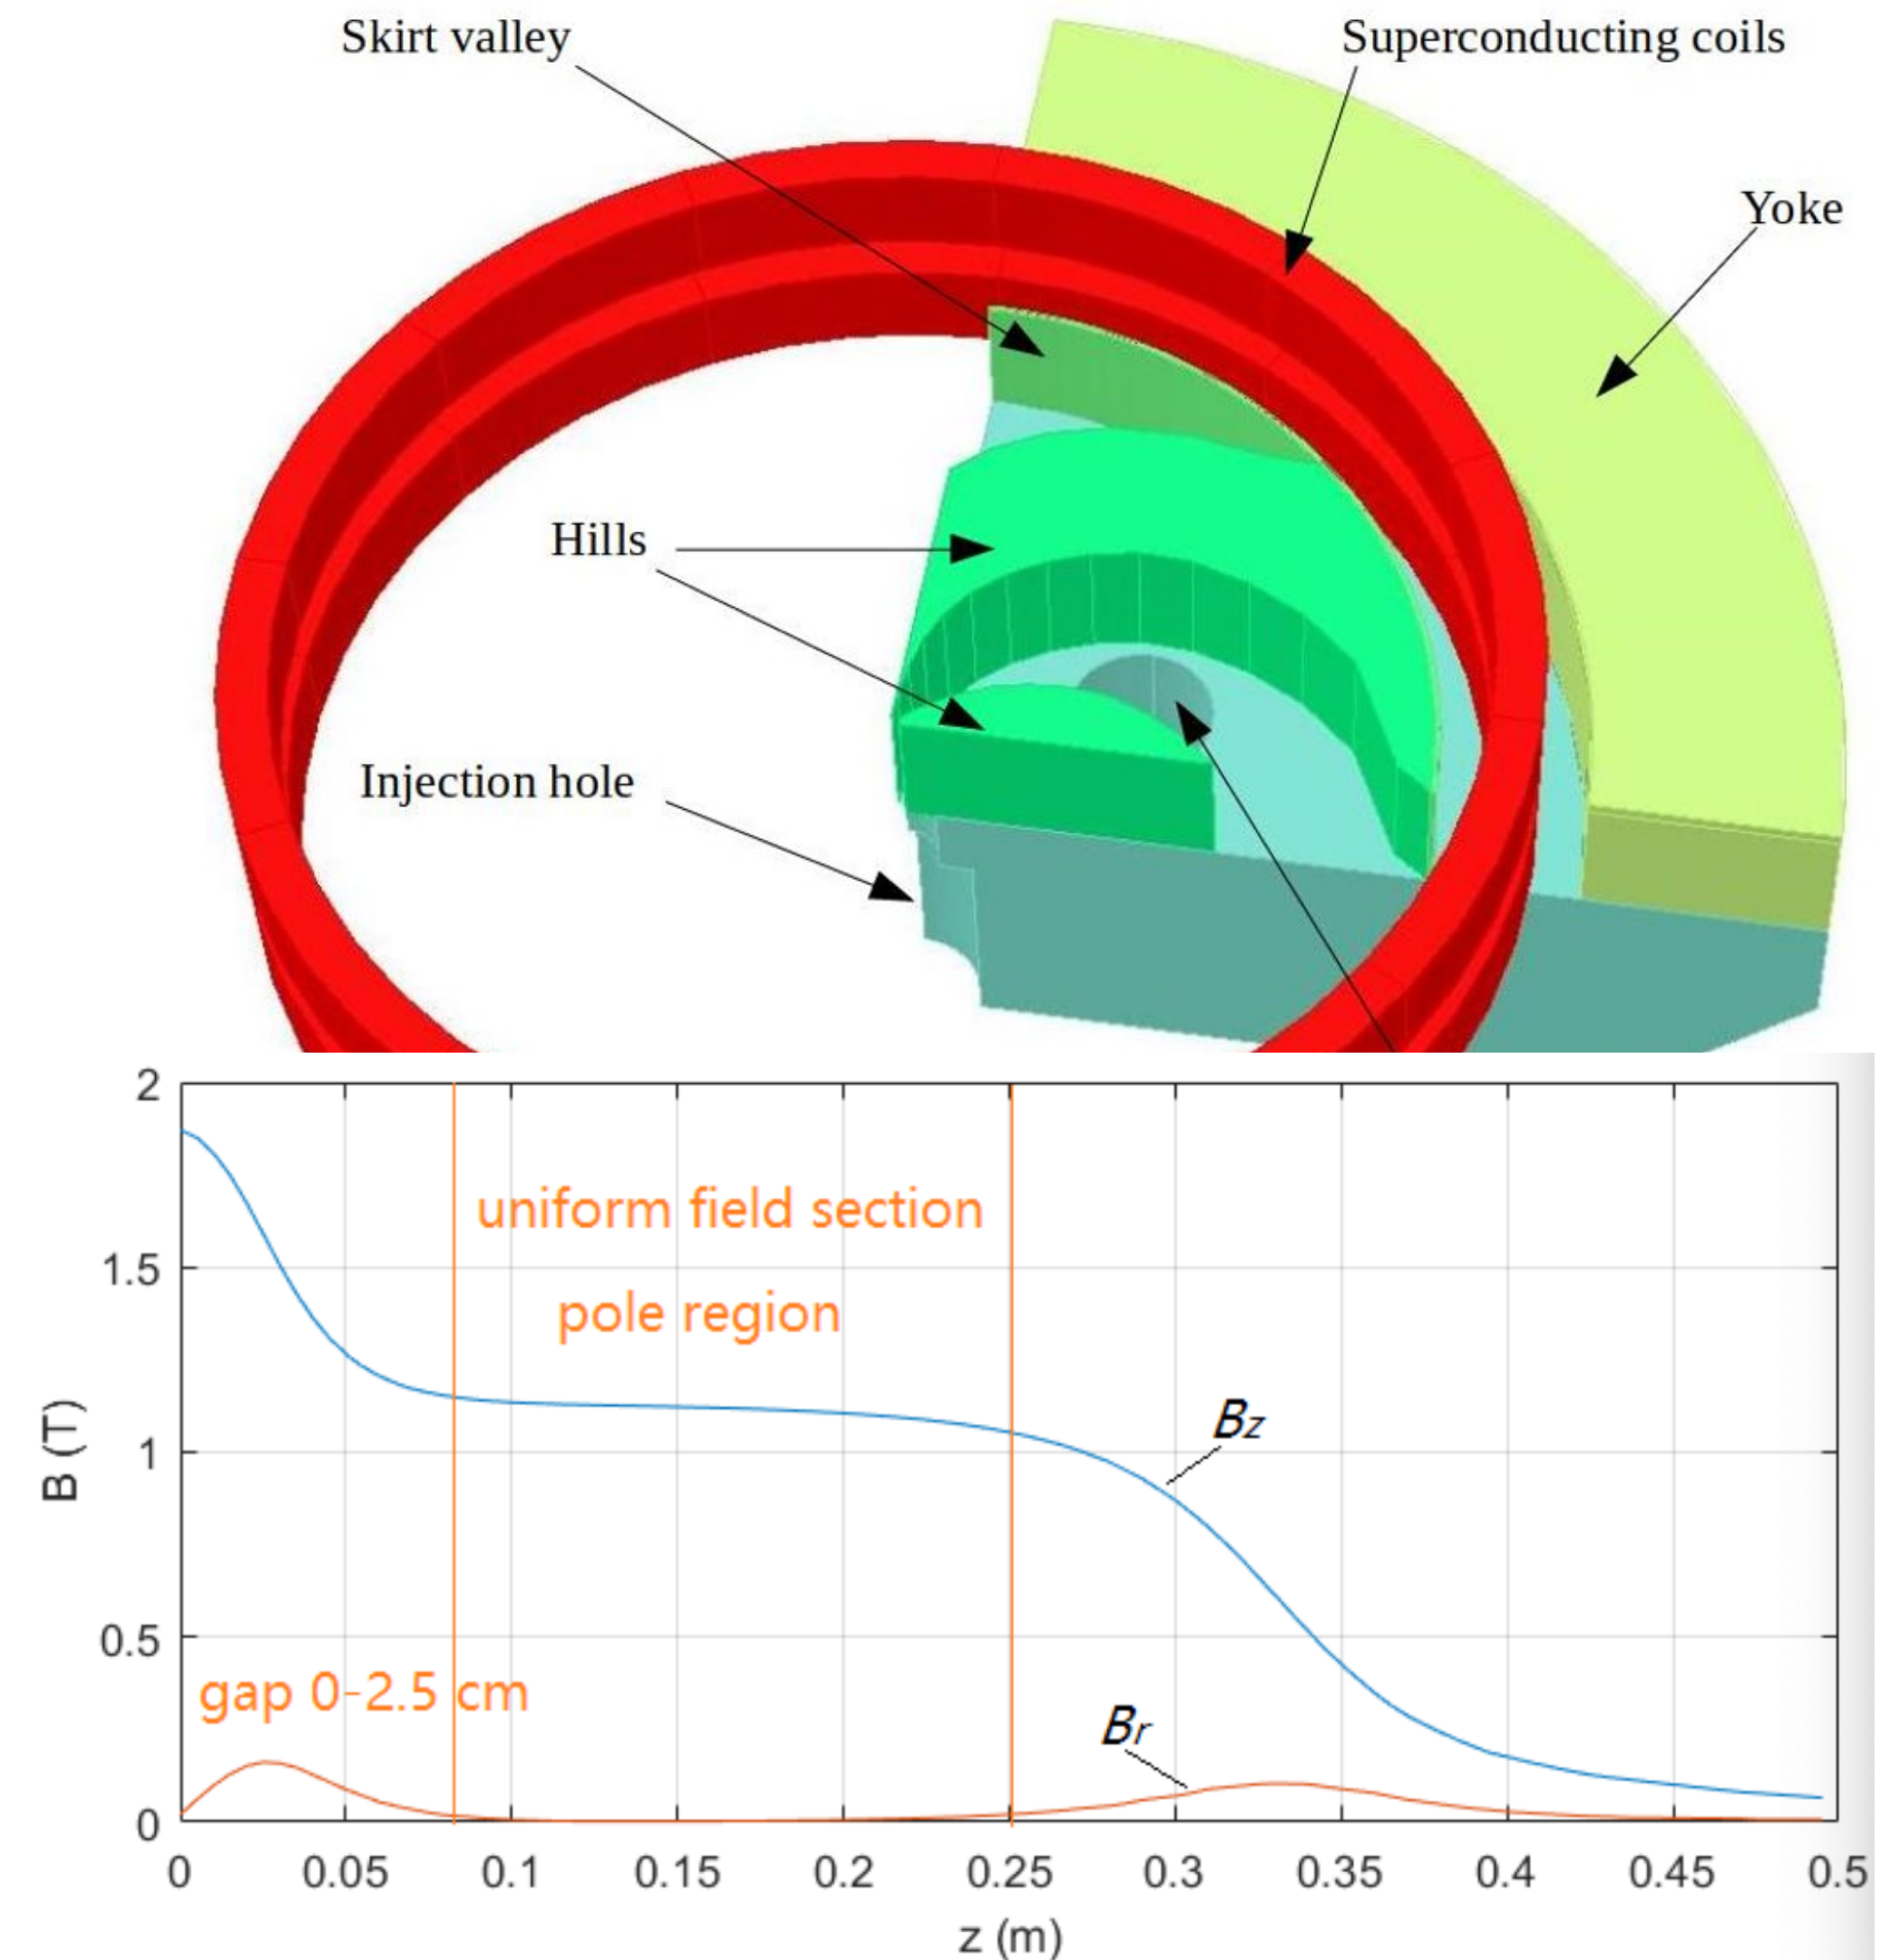 Skirt valley
Superconducting coils
Yoke
Hills
Injection hole
2
1.5
1
0.5
0
B (T)
uniform field section
pole region
gap 0-2.5 cm
Bz
Br
0 0.05 0.1 0.15 0.2 0.25 0.3 0.35 0.4 0.45 0.5
z (m)